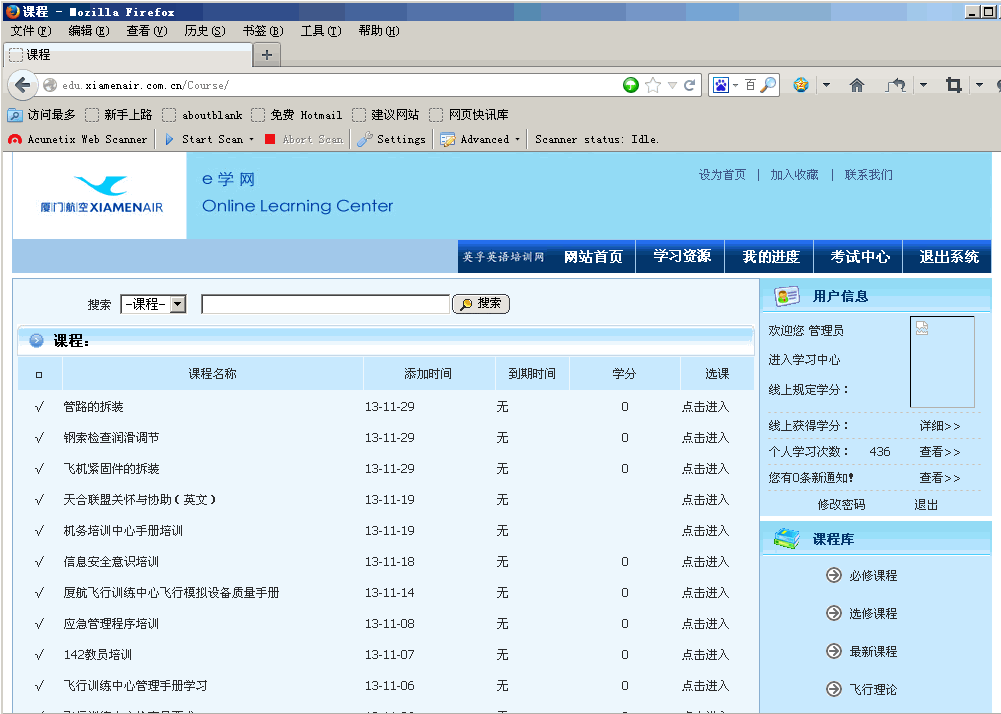 课程 - Mozilla Firefox
文件(F) 编辑(E) 查看(V) 历史(S) 书签(B) 工具(T) 帮助(H)
课程
edu.xiamenair.com.cn/Course/ 百
访问最多 新手上路 aboutblank 免费 Hotmail 建议网站 网页快讯库
Acunetix Web Scanner Start Scan Abort Scan Settings Advanced Scanner status: Idle.
厦门航空XIAMENAIR
e 学 网
Online Learning Center
设为首页 | 加入收藏 | 联系我们
英孚英语培训网 网站首页 学习资源 我的进度 考试中心 退出系统
搜索 -课程- 搜索
课程:
课程名称 添加时间 到期时间 学分 选课
√ 管路的拆装 13-11-29 无 0 点击进入
√ 钢索检查润滑调节 13-11-29 无 0 点击进入
√ 飞机紧固件的拆装 13-11-29 无 0 点击进入
√ 天合联盟关怀与协助(英文) 13-11-19 无 点击进入
√ 机务培训中心手册培训 13-11-19 无 点击进入
√ 信息安全意识培训 13-11-18 无 0 点击进入
√ 厦航飞行训练中心飞行模拟设备质量手册 13-11-14 无 0 点击进入
√ 应急管理程序培训 13-11-08 无 0 点击进入
√ 142教员培训 13-11-07 无 0 点击进入
√ 飞行训练中心管理手册学习 13-11-06 无 0 点击进入
用户信息
欢迎您 管理员
进入学习中心
线上规定学分:
线上获得学分: 详细>>
个人学习次数: 436 查看>>
您有0条新通知! 查看>>
修改密码 退出
课程库
必修课程
选修课程
最新课程
飞行理论